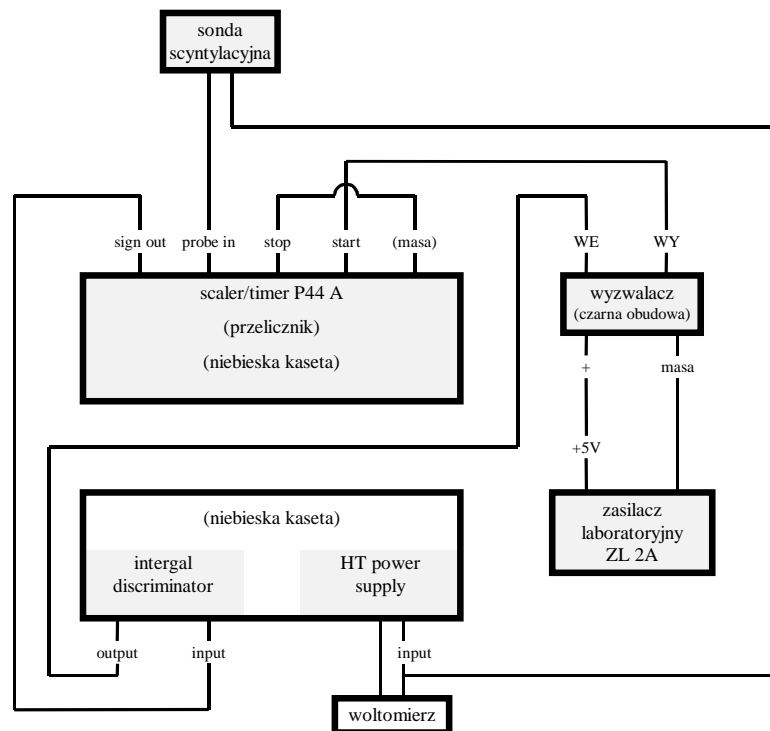 sonda
scyntylacyjna
sign out probe in stop start (masa) WE WY
scaler/timer P44 A
(przelicznik)
(niebieska kaseta)
wyzwalacz
(czarna obudowa)
+ masa
+5V
(niebieska kaseta)
intergal
discriminator
HT power
supply
zasilacz
laboratoryjny
ZL 2A
output input input
woltomierz